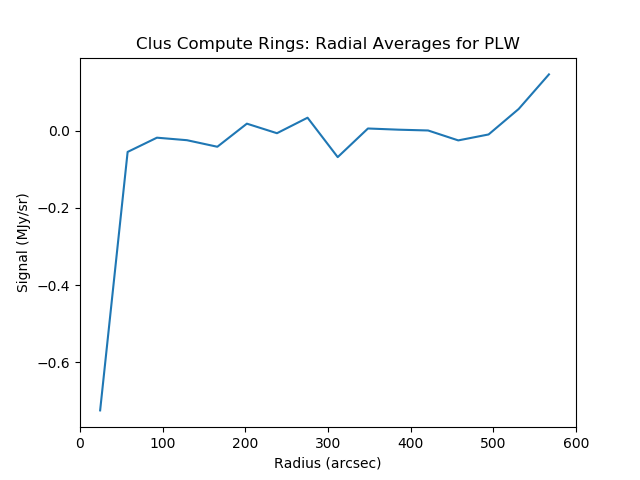 Clus Compute Rings: Radial Averages for PLW
Signal (MJy/sr)
0.0
−0.2
−0.4
−0.6
0 100 200 300 400 500 600
Radius (arcsec)